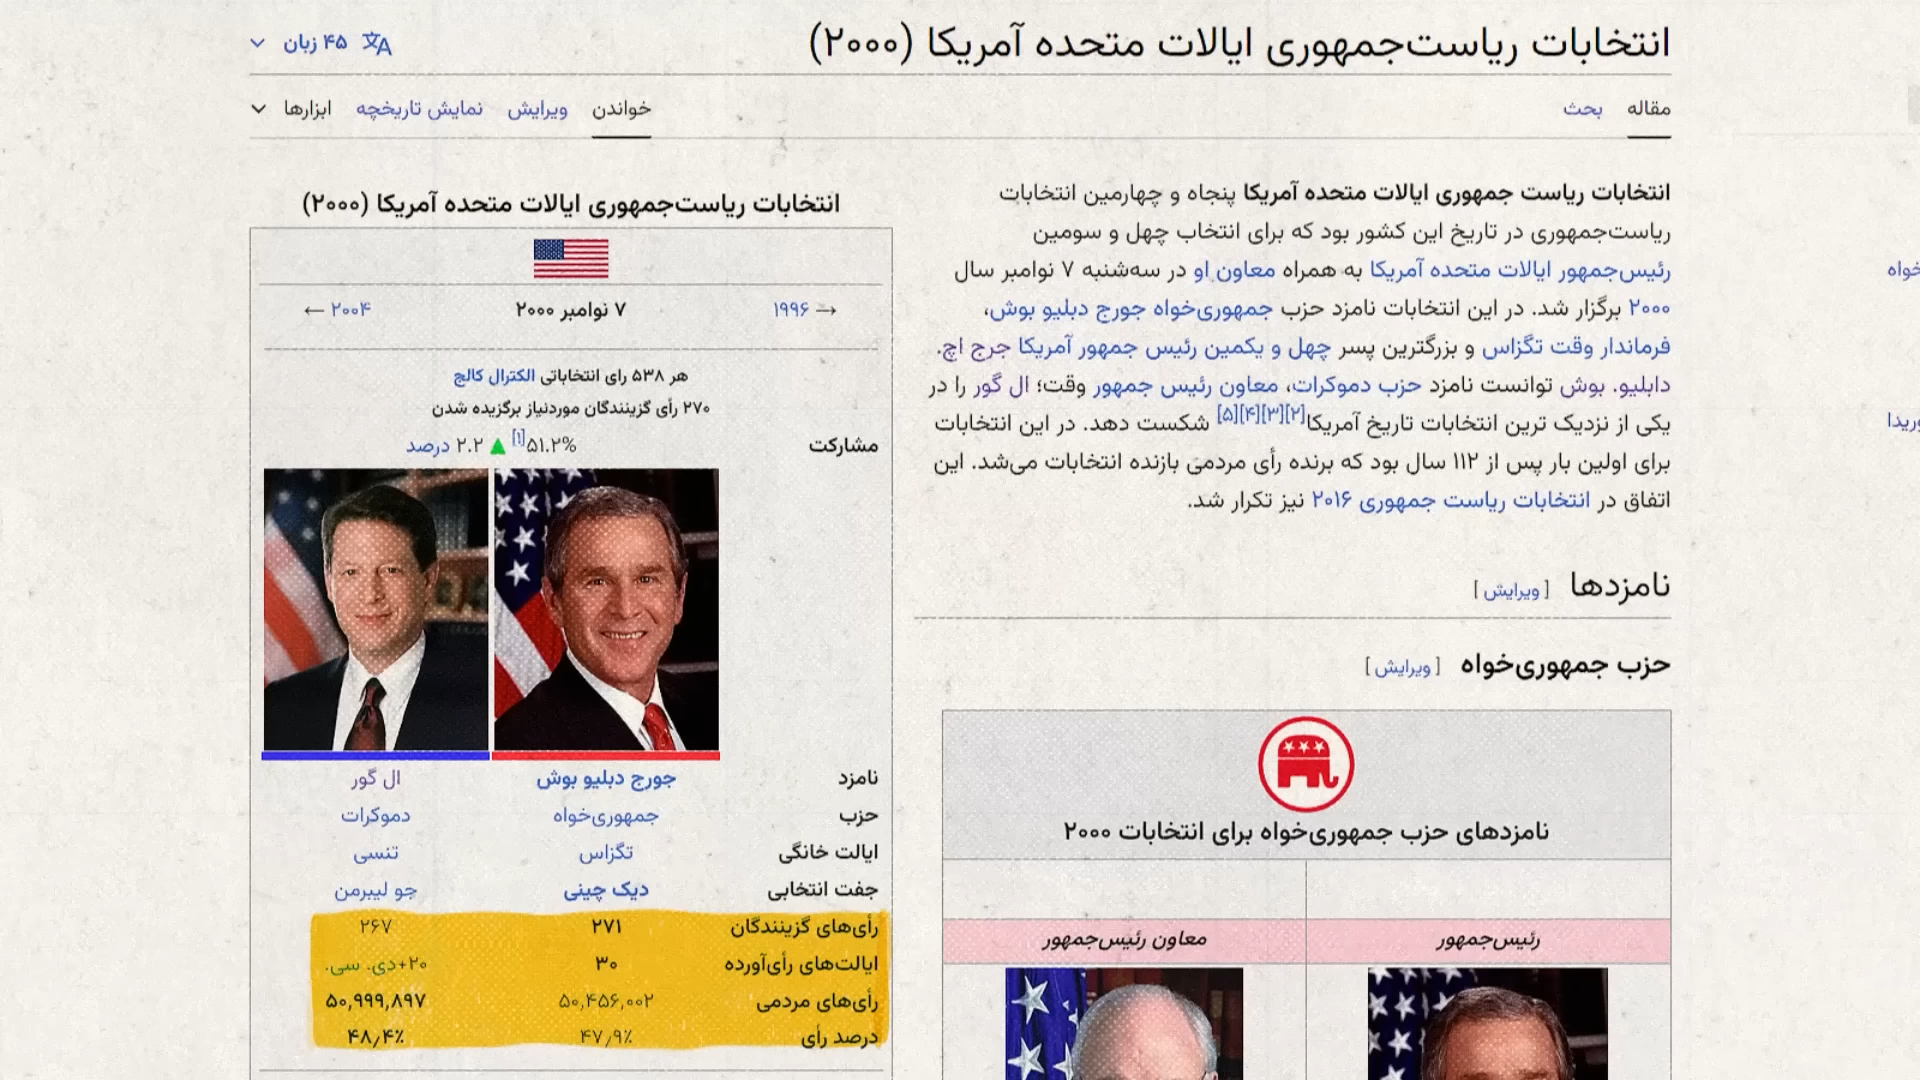 انتخابات ریاست‌جمهوری ایالات متحده آمریکا (۲۰۰۰)
۴۵ زبان
مقاله
بحث
خواندن
ویرایش
نمایش تاریخچه
ابزارها
انتخابات ریاست جمهوری ایالات متحده آمریکا پنجاه و چهارمین انتخابات
ریاست‌جمهوری در تاریخ این کشور بود که برای انتخاب چهل و سومین
رئیس‌جمهور ایالات متحده آمریکا به همراه معاون او در سه‌شنبه ۷ نوامبر سال
۲۰۰۰ برگزار شد. در این انتخابات نامزد حزب جمهوری‌خواه جورج دبلیو بوش،
فرماندار وقت تگزاس و بزرگترین پسر چهل و یکمین رئیس جمهور آمریکا جرج اچ.
دابلیو. بوش توانست نامزد حزب دموکرات، معاون رئیس جمهور وقت؛ ال گور را در
یکی از نزدیک ترین انتخابات تاریخ آمریکا[۲][۳][۴][۵] شکست دهد. در این انتخابات
برای اولین بار پس از ۱۱۲ سال بود که برنده رأی مردمی بازنده انتخابات می‌شد. این
اتفاق در انتخابات ریاست جمهوری ۲۰۱۶ نیز تکرار شد.
نامزدها [ویرایش]
حزب جمهوری‌خواه [ویرایش]
نامزدهای حزب جمهوری‌خواه برای انتخابات ۲۰۰۰
رئیس‌جمهور
معاون رئیس‌جمهور
انتخابات ریاست‌جمهوری ایالات متحده آمریکا (۲۰۰۰)
→ ۱۹۹۶
۷ نوامبر ۲۰۰۰
۲۰۰۴ ←
هر ۵۳۸ رای انتخاباتی الکترال کالج
۲۷۰ رأی گزینندگان موردنیاز برگزیده شدن
مشارکت ۵۱.۲%[۱] ▲ ۲.۲ درصد
نامزد جورج دبلیو بوش ال گور
حزب جمهوری‌خواه دموکرات
ایالت خانگی تگزاس تنسی
جفت انتخابی دیک چینی جو لیبرمن
رأی‌های گزینندگان ۲۷۱ ۲۶۷
ایالت‌های رأی‌آورده ۳۰ ۲۰+دی. سی.
رأی‌های مردمی ۵۰,۴۵۶,۰۰۲ ۵۰,۹۹۹,۸۹۷
درصد رأی ۴۷٫۹٪ ۴۸٫۴٪